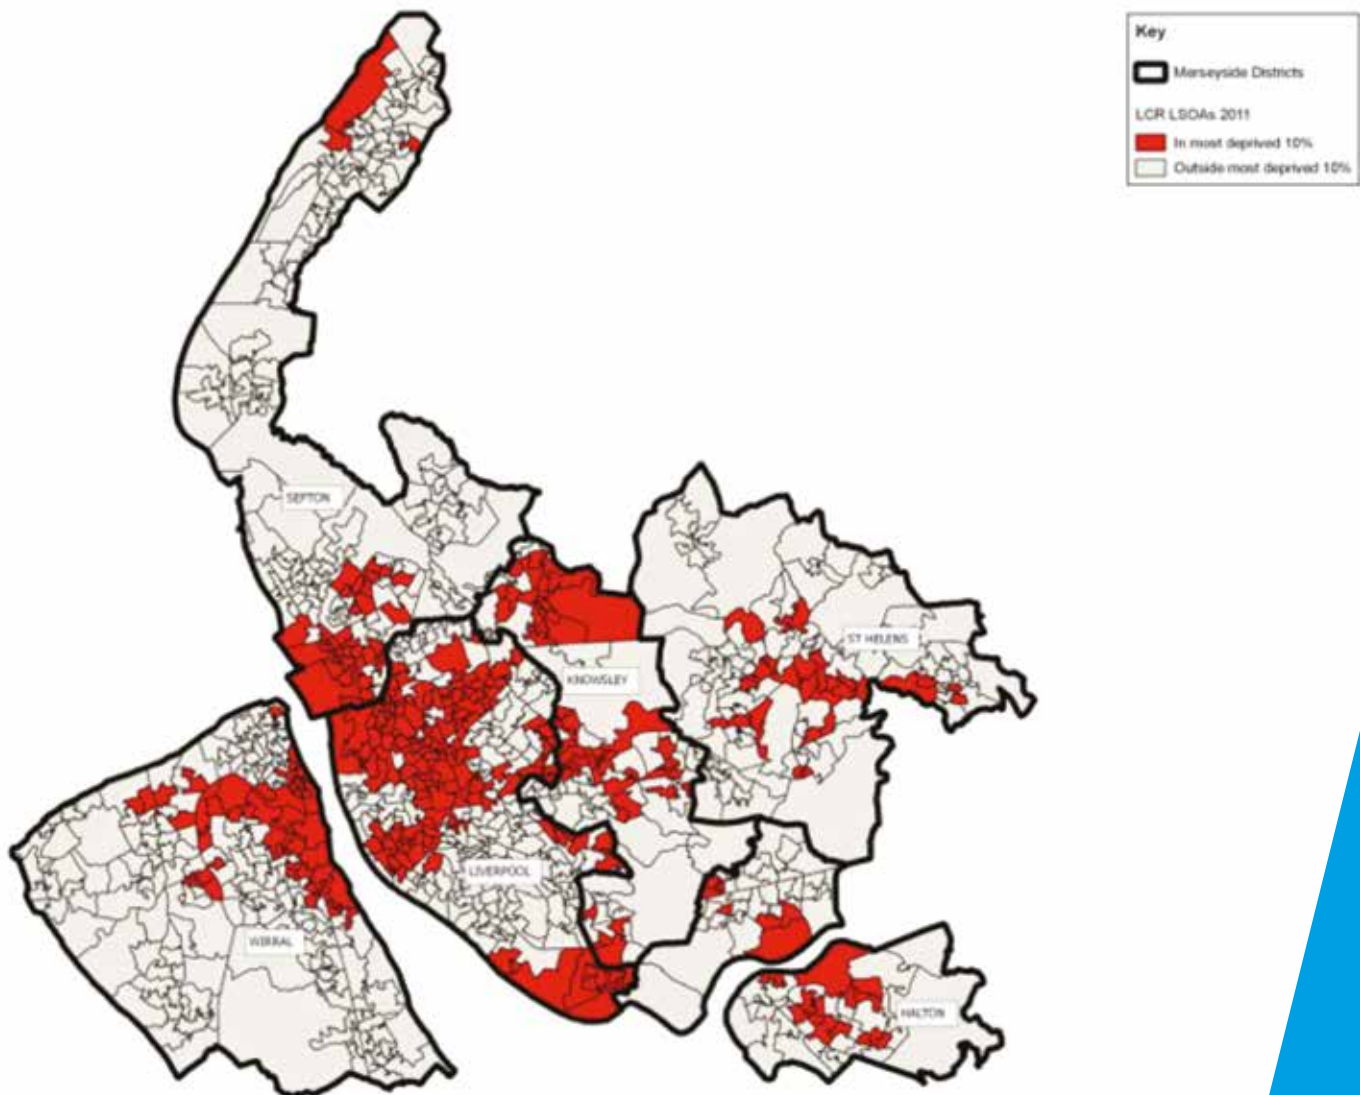 Key
Merseyside Districts
LCR LSOAs 2011
In most deprived 10%
Outside most deprived 10%
SEFTON
ST HELENS
KNOWSLEY
LIVERPOOL
WIRRAL
HALTON